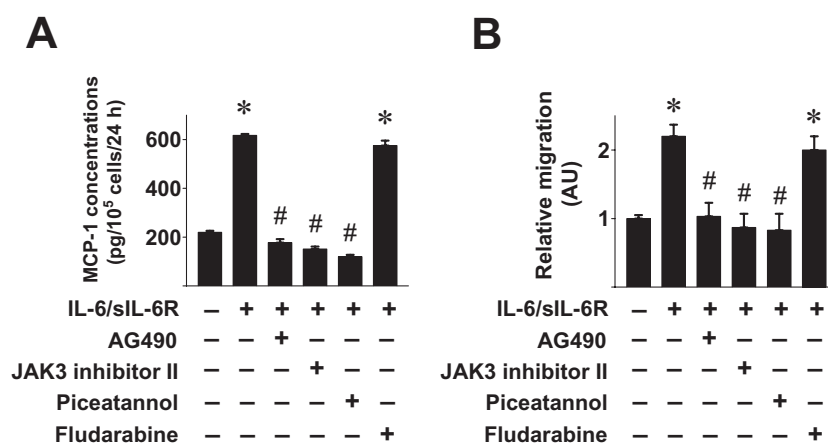 A
MCP-1 concentrations
(pg/10⁵ cells/24 h)
600
400
200
*
#
#
#
*
IL-6/sIL-6R – + + + + +
AG490 – – + – – –
JAK3 inhibitor II – – – + – –
Piceatannol – – – – + –
Fludarabine – – – – – +
B
Relative migration
(AU)
2
1
*
#
#
#
*
IL-6/sIL-6R – + + + + +
AG490 – – + – – –
JAK3 inhibitor II – – – + – –
Piceatannol – – – – + –
Fludarabine – – – – – +